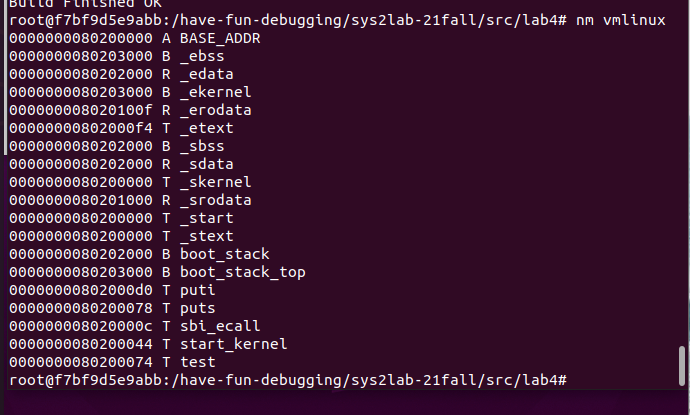 Build Finished OK
root@f7bf9d5e9abb:/have-fun-debugging/sys2lab-21fall/src/lab4# nm vmlinux
0000000080200000 A BASE_ADDR
0000000080203000 B _ebss
0000000080202000 R _edata
0000000080203000 B _ekernel
000000008020100f R _erodata
00000000802000f4 T _etext
0000000080202000 B _sbss
0000000080202000 R _sdata
0000000080200000 T _skernel
0000000080201000 R _srodata
0000000080200000 T _start
0000000080200000 T _stext
0000000080202000 B boot_stack
0000000080203000 B boot_stack_top
00000000802000d0 T puti
0000000080200078 T puts
000000008020000c T sbi_ecall
0000000080200044 T start_kernel
0000000080200074 T test
root@f7bf9d5e9abb:/have-fun-debugging/sys2lab-21fall/src/lab4#